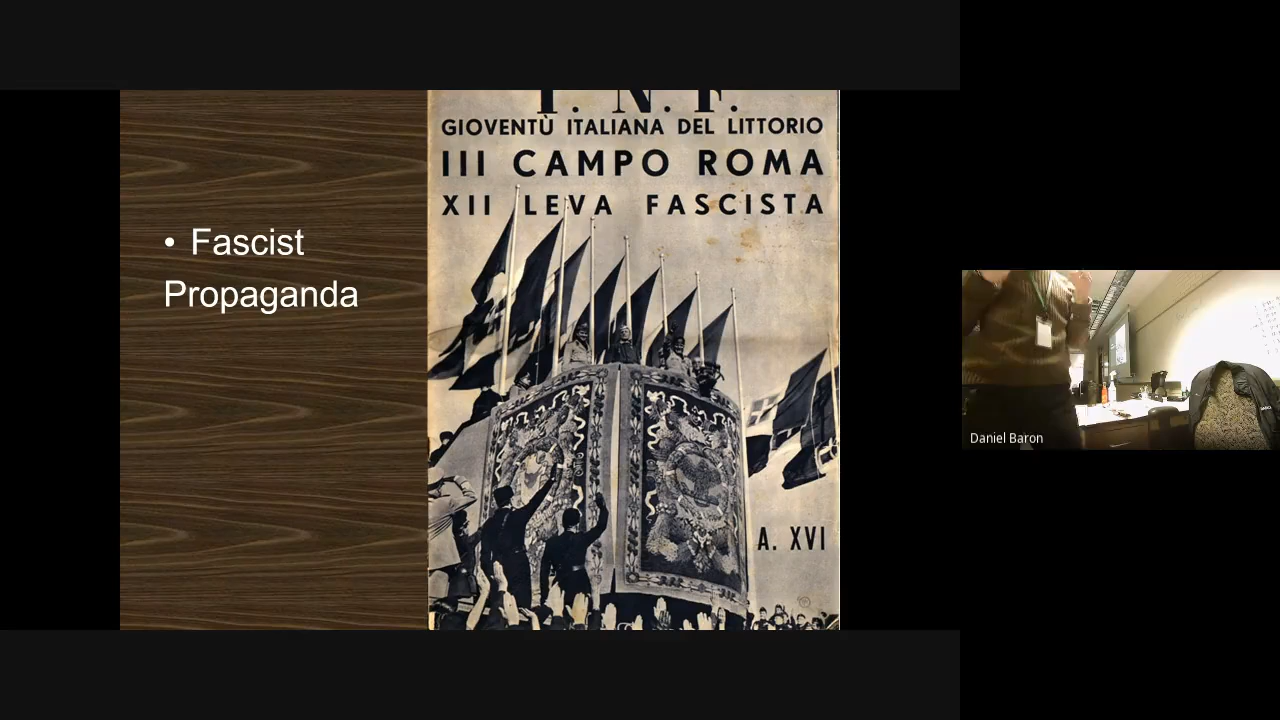 • Fascist
Propaganda
P. N. F.
GIOVENTÙ ITALIANA DEL LITTORIO
III CAMPO ROMA
XII LEVA FASCISTA
A. XVI
Daniel Baron